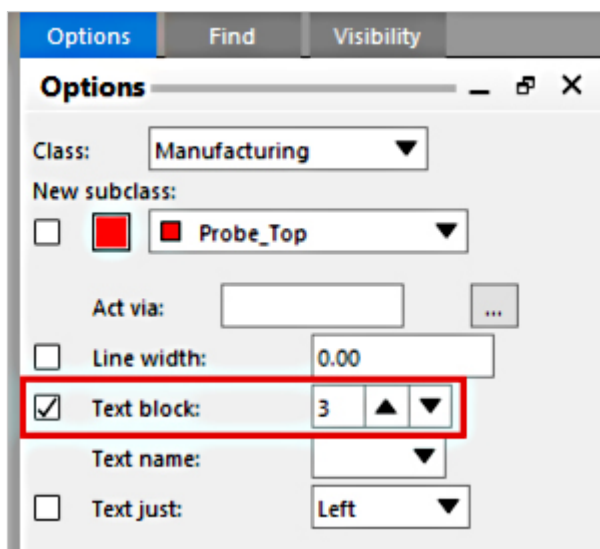 Options Find Visibility
Options
Class: Manufacturing
New subclass:
Probe_Top
Act via: ...
Line width: 0.00
Text block: 3
Text name:
Text just: Left